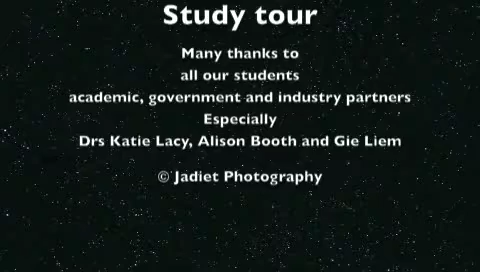 Study tour
Many thanks to
all our students
academic, government and industry partners
Especially
Drs Katie Lacy, Alison Booth and Gie Liem
© Jadiet Photography